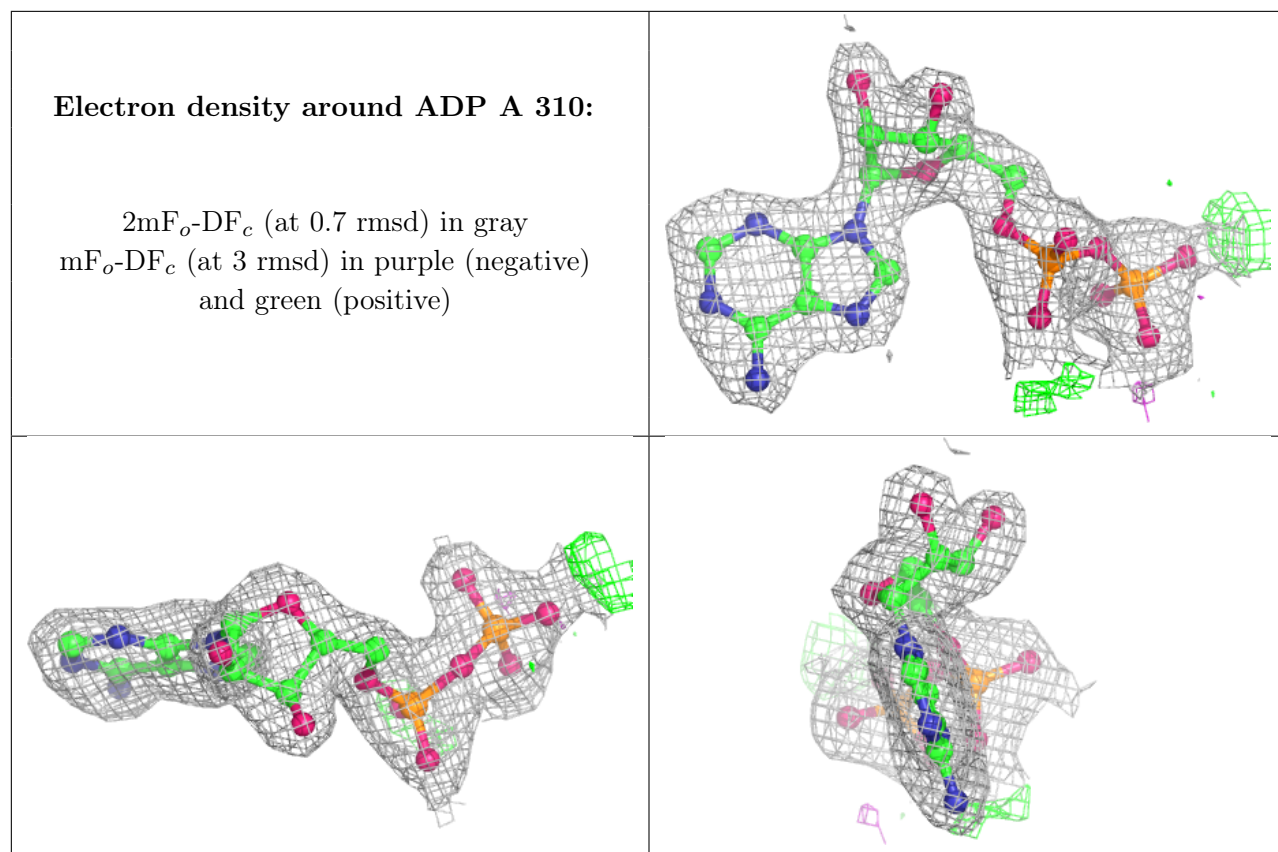 Electron density around ADP A 310:
2mFo-DFc (at 0.7 rmsd) in gray
mFo-DFc (at 3 rmsd) in purple (negative)
and green (positive)